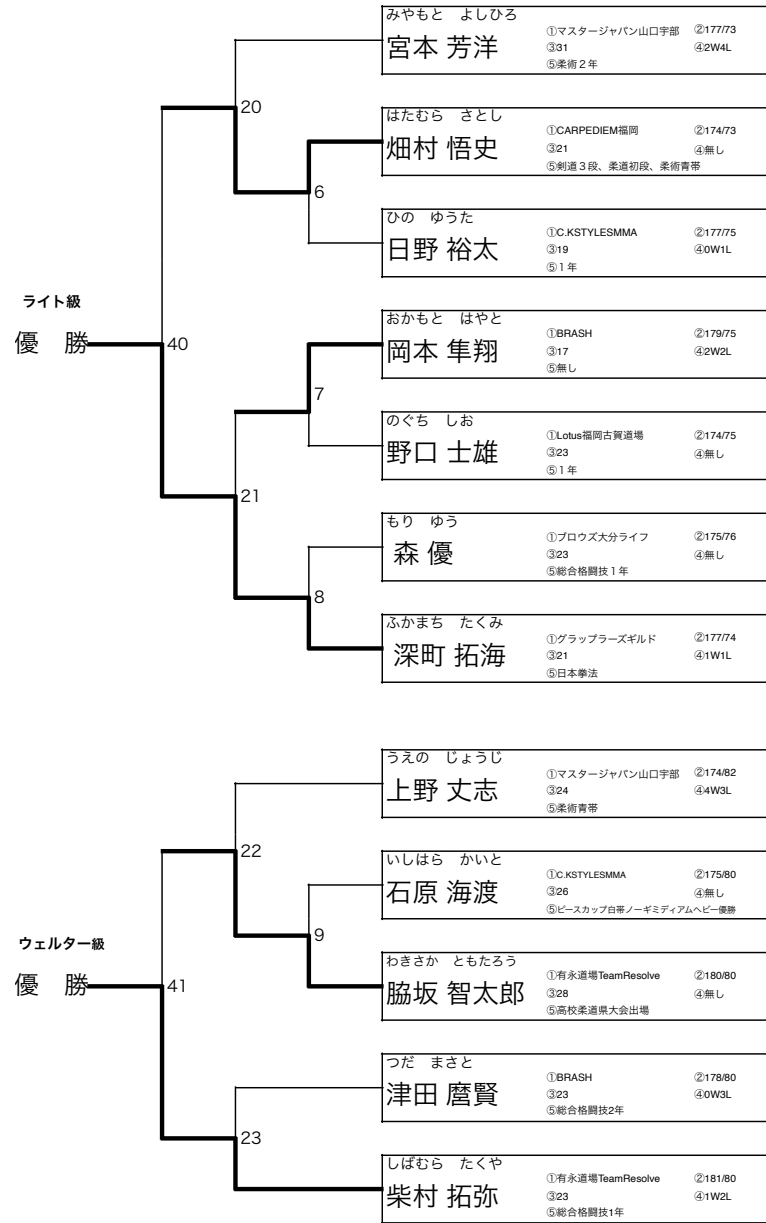 みやもと よしひろ
宮本 芳洋
①マスタージャパン山口宇部 ②177/73
③31 ④2W4L
⑤柔術２年
20
はたむら さとし
畑村 悟史
①CARPEDIEM福岡 ②174/73
③21 ④無し
⑤剣道３段、柔道初段、柔術青帯
6
ひの ゆうた
日野 裕太
①C.KSTYLESMMA ②177/75
③19 ④0W1L
⑤１年
ライト級
優 勝
40
おかもと はやと
岡本 隼翔
①BRASH ②179/75
③17 ④2W2L
⑤無し
7
のぐち しお
野口 士雄
①Lotus福岡古賀道場 ②174/75
③23 ④無し
⑤１年
21
もり ゆう
森 優
①ブロウズ大分ライフ ②175/76
③23 ④無し
⑤総合格闘技１年
8
ふかまち たくみ
深町 拓海
①グラップラーズギルド ②177/74
③21 ④1W1L
⑤日本拳法
うえの じょうじ
上野 丈志
①マスタージャパン山口宇部 ②174/82
③24 ④4W3L
⑤柔術青帯
22
いしはら かいと
石原 海渡
①C.KSTYLESMMA ②175/80
③26 ④無し
⑤ピースカップ白帯ノーギミディアムヘビー優勝
9
ウェルター級
優 勝
41
わきさか ともたろう
脇坂 智太郎
①有永道場TeamResolve ②180/80
③28 ④無し
⑤高校柔道県大会出場
つだ まさと
津田 麿賢
①BRASH ②178/80
③23 ④0W3L
⑤総合格闘技2年
23
しばむら たくや
柴村 拓弥
①有永道場TeamResolve ②181/80
③23 ④1W2L
⑤総合格闘技1年